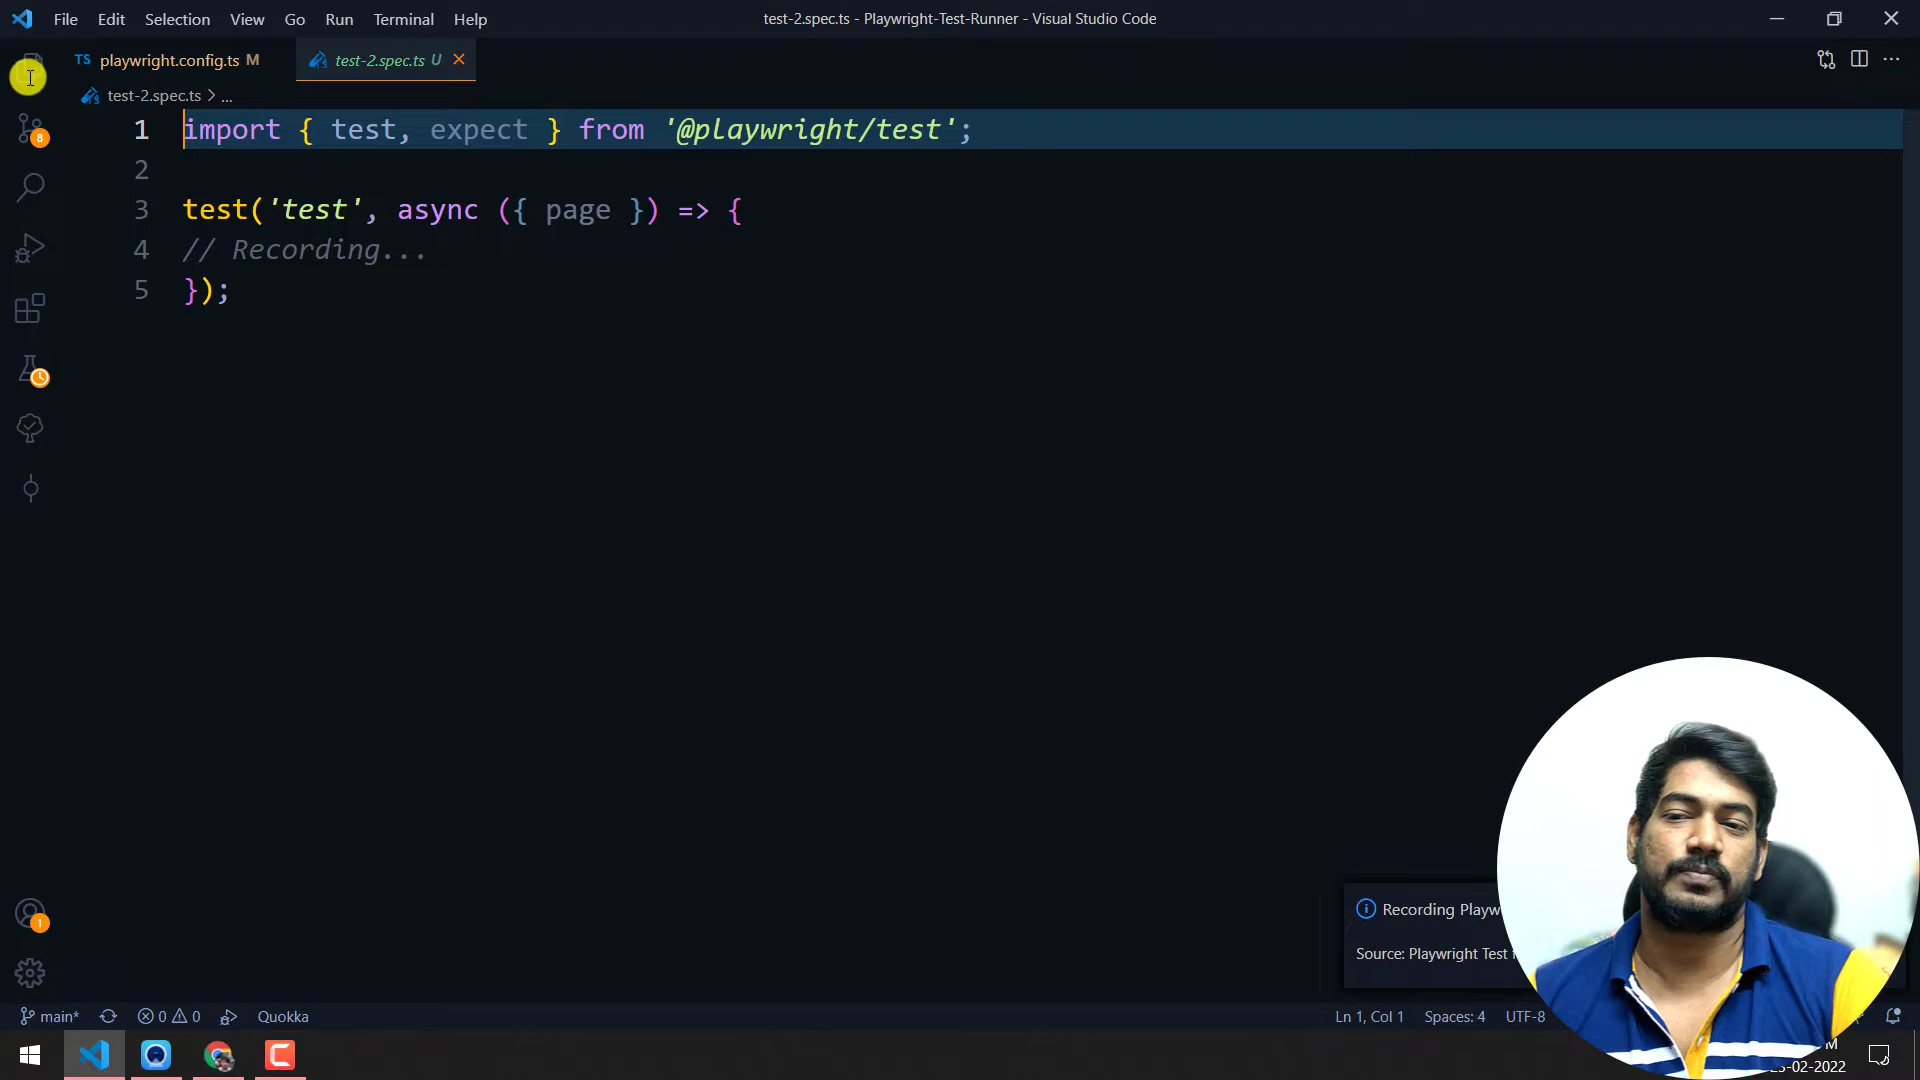 File Edit Selection View Go Run Terminal Help
test-2.spec.ts - Playwright-Test-Runner - Visual Studio Code
TS playwright.config.ts M
test-2.spec.ts U
test-2.spec.ts > ...
1 import { test, expect } from '@playwright/test';
2
3 test('test', async ({ page }) => {
4 // Recording...
5 });
8
1
Recording Playw
Source: Playwright Test
main* 0 0 Quokka
Ln 1, Col 1 Spaces: 4 UTF-8
M
-02-2022